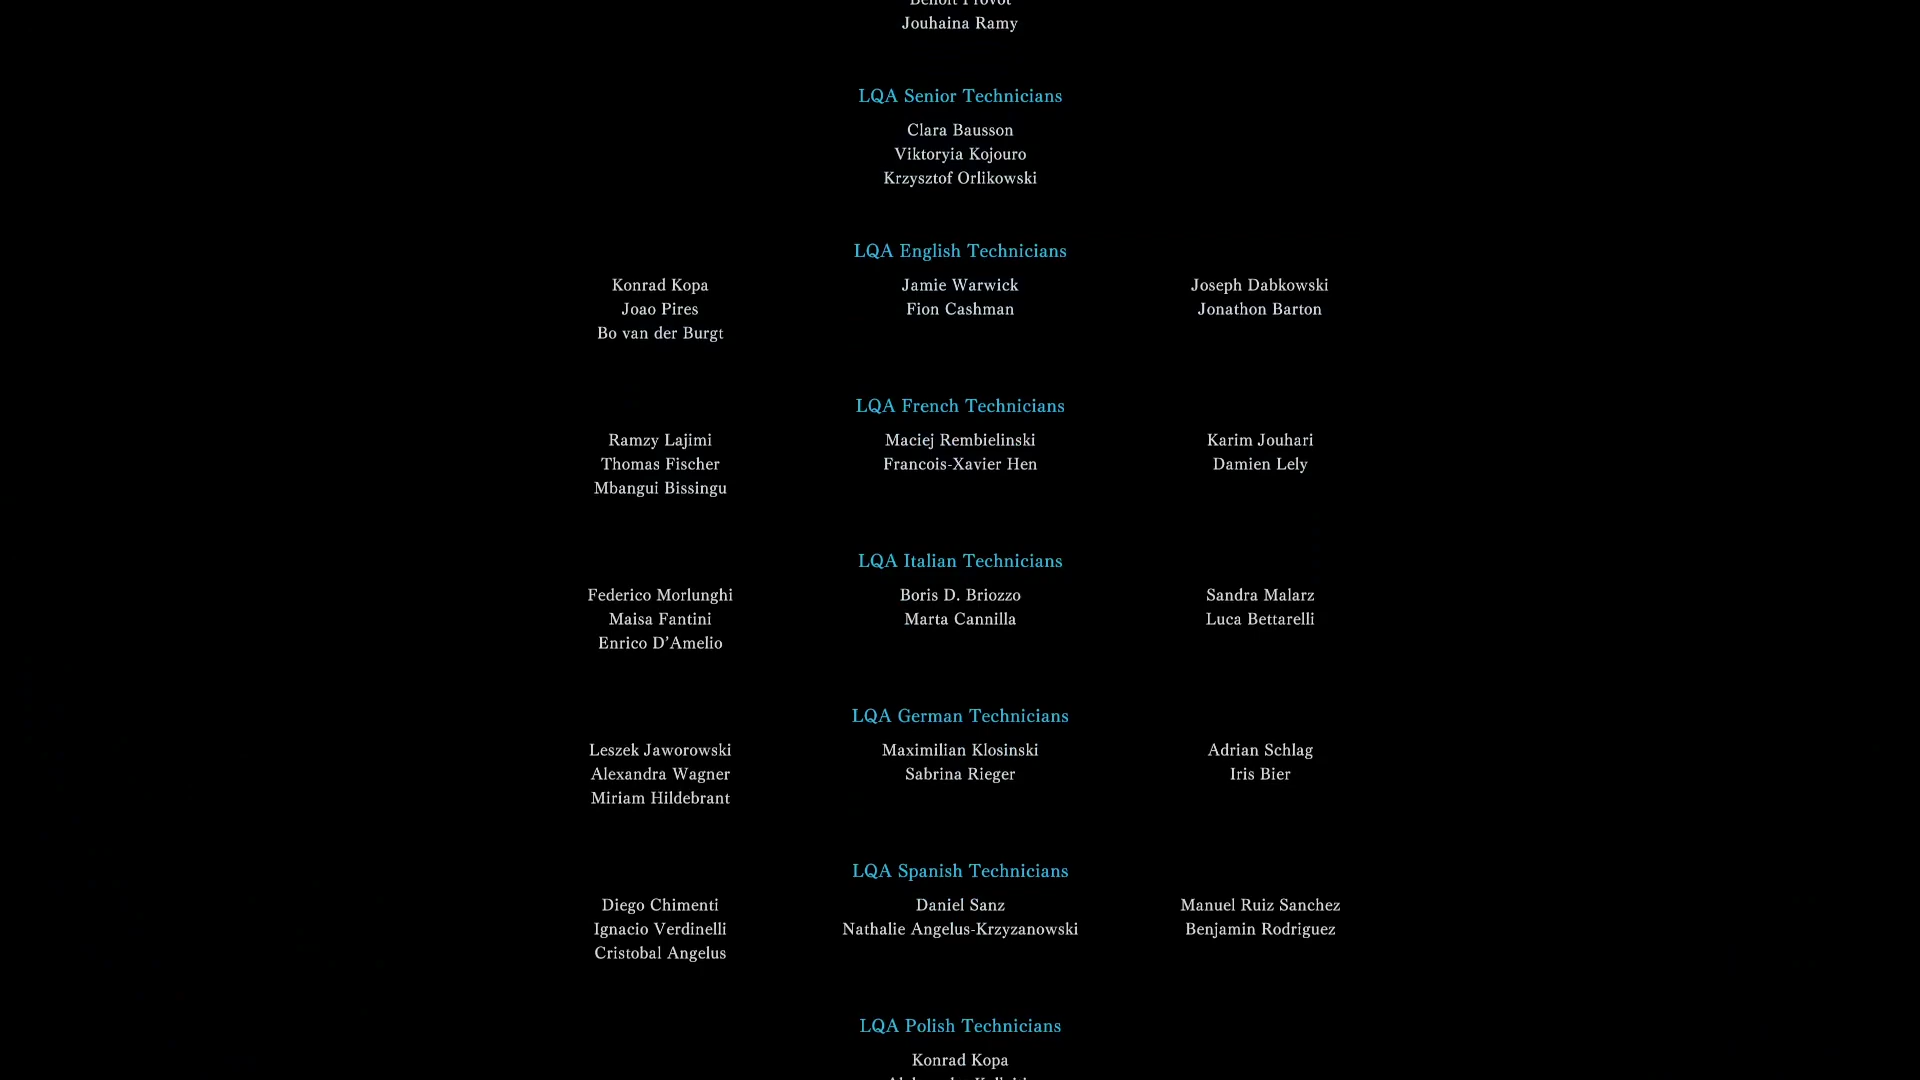 Jouhaina Ramy
LQA Senior Technicians
Clara Bausson
Viktoryia Kojouro
Krzysztof Orlikowski
LQA English Technicians
Konrad Kopa Jamie Warwick Joseph Dabkowski
Joao Pires Fion Cashman Jonathon Barton
Bo van der Burgt
LQA French Technicians
Ramzy Lajimi Maciej Rembielinski Karim Jouhari
Thomas Fischer Francois-Xavier Hen Damien Lely
Mbangui Bissingu
LQA Italian Technicians
Federico Morlunghi Boris D. Briozzo Sandra Malarz
Maisa Fantini Marta Cannilla Luca Bettarelli
Enrico D’Amelio
LQA German Technicians
Leszek Jaworowski Maximilian Klosinski Adrian Schlag
Alexandra Wagner Sabrina Rieger Iris Bier
Miriam Hildebrant
LQA Spanish Technicians
Diego Chimenti Daniel Sanz Manuel Ruiz Sanchez
Ignacio Verdinelli Nathalie Angelus-Krzyzanowski Benjamin Rodriguez
Cristobal Angelus
LQA Polish Technicians
Konrad Kopa